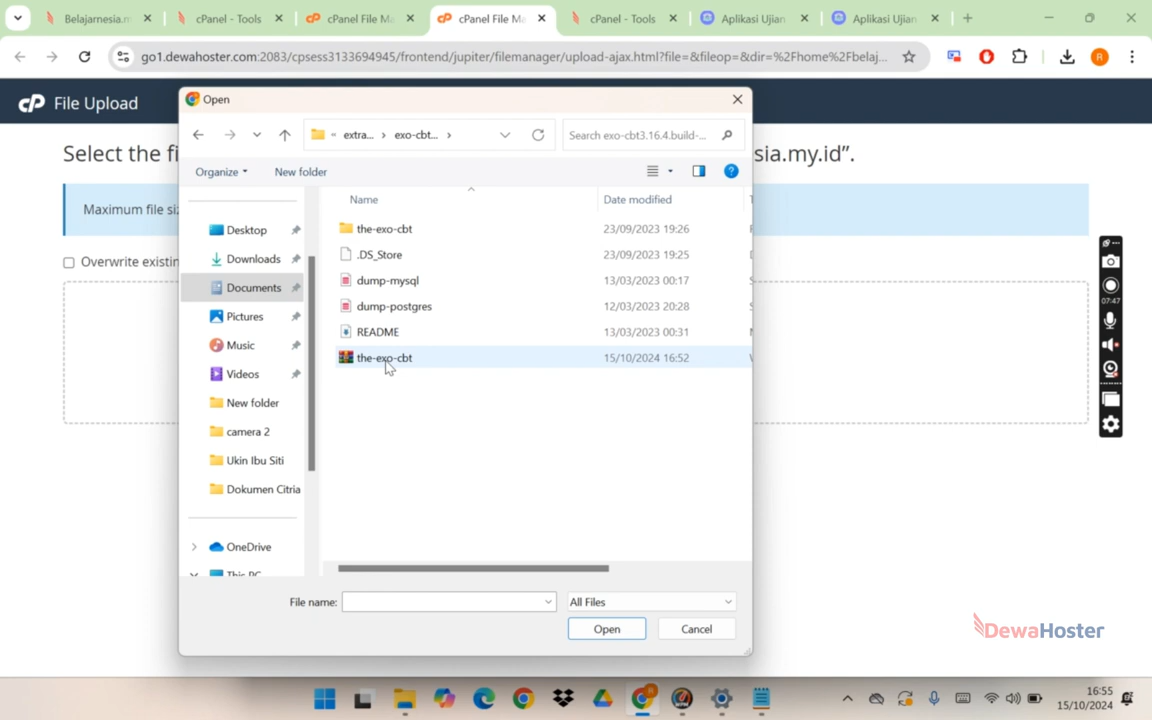 Belajarnesia.m
cPanel - Tools
cPanel File Ma
cPanel File Me
cPanel - Tools
Aplikasi Ujian
Aplikasi Ujian
go1.dewahoster.com:2083/cpsess3133694945/frontend/jupiter/filemanager/upload-ajax.html?file=&fileop=&dir=%2Fhome%2Fbelaj...
R
cP File Upload
Open
Select the fi
sia.my.id”.
« extra... › exo-cbt... ›
Search exo-cbt3.16.4.build-...
Organize
New folder
Maximum file siz
Name
Date modified
Desktop
the-exo-cbt 23/09/2023 19:26
Overwrite existin
Downloads
.DS_Store 23/09/2023 19:25
Documents
dump-mysql 13/03/2023 00:17
Pictures
dump-postgres 12/03/2023 20:28
07:47
Music
README 13/03/2023 00:31
Videos
the-exo-cbt 15/10/2024 16:52
New folder
camera 2
Ukin Ibu Siti
Dokumen Citria
OneDrive
This PC
File name:
All Files
Open
Cancel
DewaHoster
16:55
15/10/2024